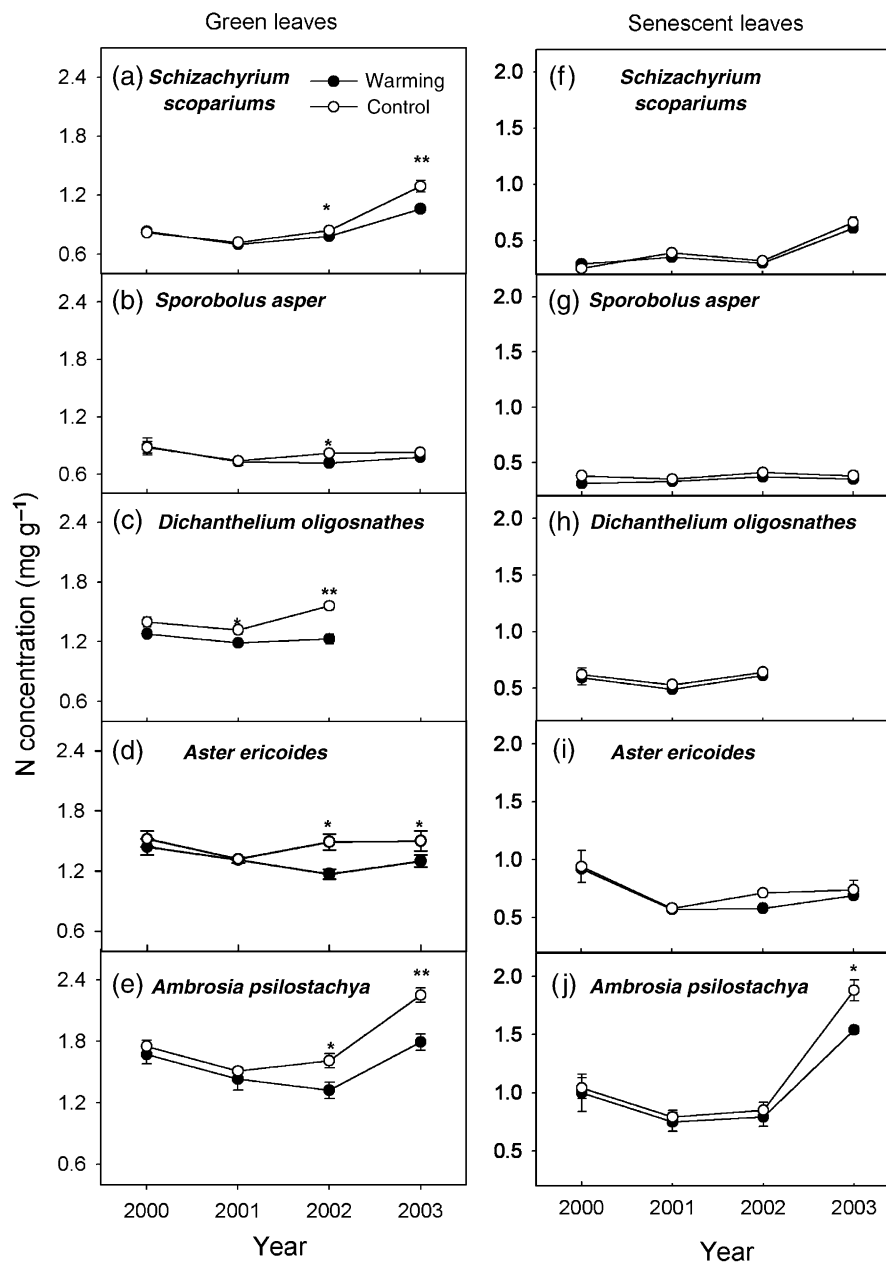 Green leaves
Senescent leaves
N concentration (mg g⁻¹)
(a) Schizachyrium
scopariums
Warming
Control
2.4
1.8
1.2
0.6
*
**
(f) Schizachyrium
scopariums
2.0
1.5
1.0
0.5
(b) Sporobolus asper
2.4
1.8
1.2
0.6
*
(g) Sporobolus asper
2.0
1.5
1.0
0.5
(c) Dichanthelium oligosnathes
2.4
1.8
1.2
0.6
*
**
(h) Dichanthelium oligosnathes
2.0
1.5
1.0
0.5
(d) Aster ericoides
2.4
1.8
1.2
0.6
*
*
(i) Aster ericoides
2.0
1.5
1.0
0.5
(e) Ambrosia psilostachya
2.4
1.8
1.2
0.6
*
**
(j) Ambrosia psilostachya
2.0
1.5
1.0
0.5
*
2000 2001 2002 2003
Year
2000 2001 2002 2003
Year